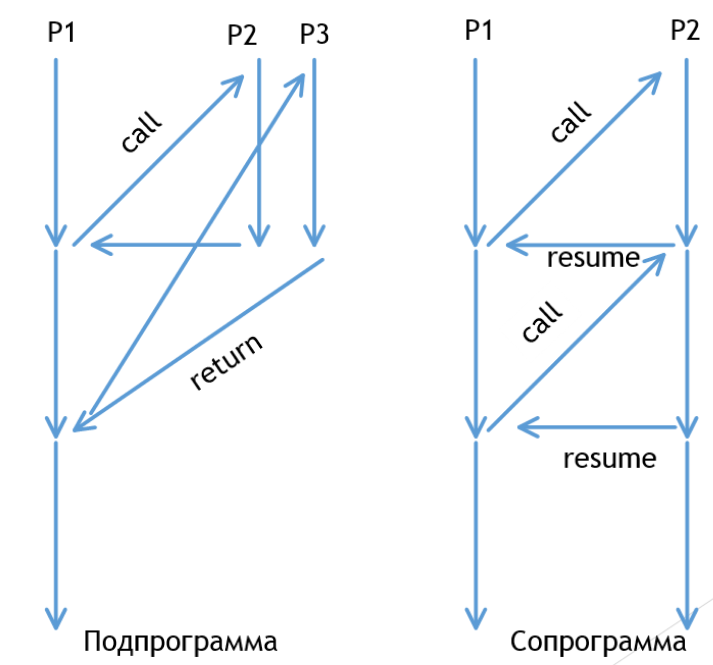 P1
P2
P3
call
return
Подпрограмма
P1
P2
call
resume
call
resume
Сопрограмма